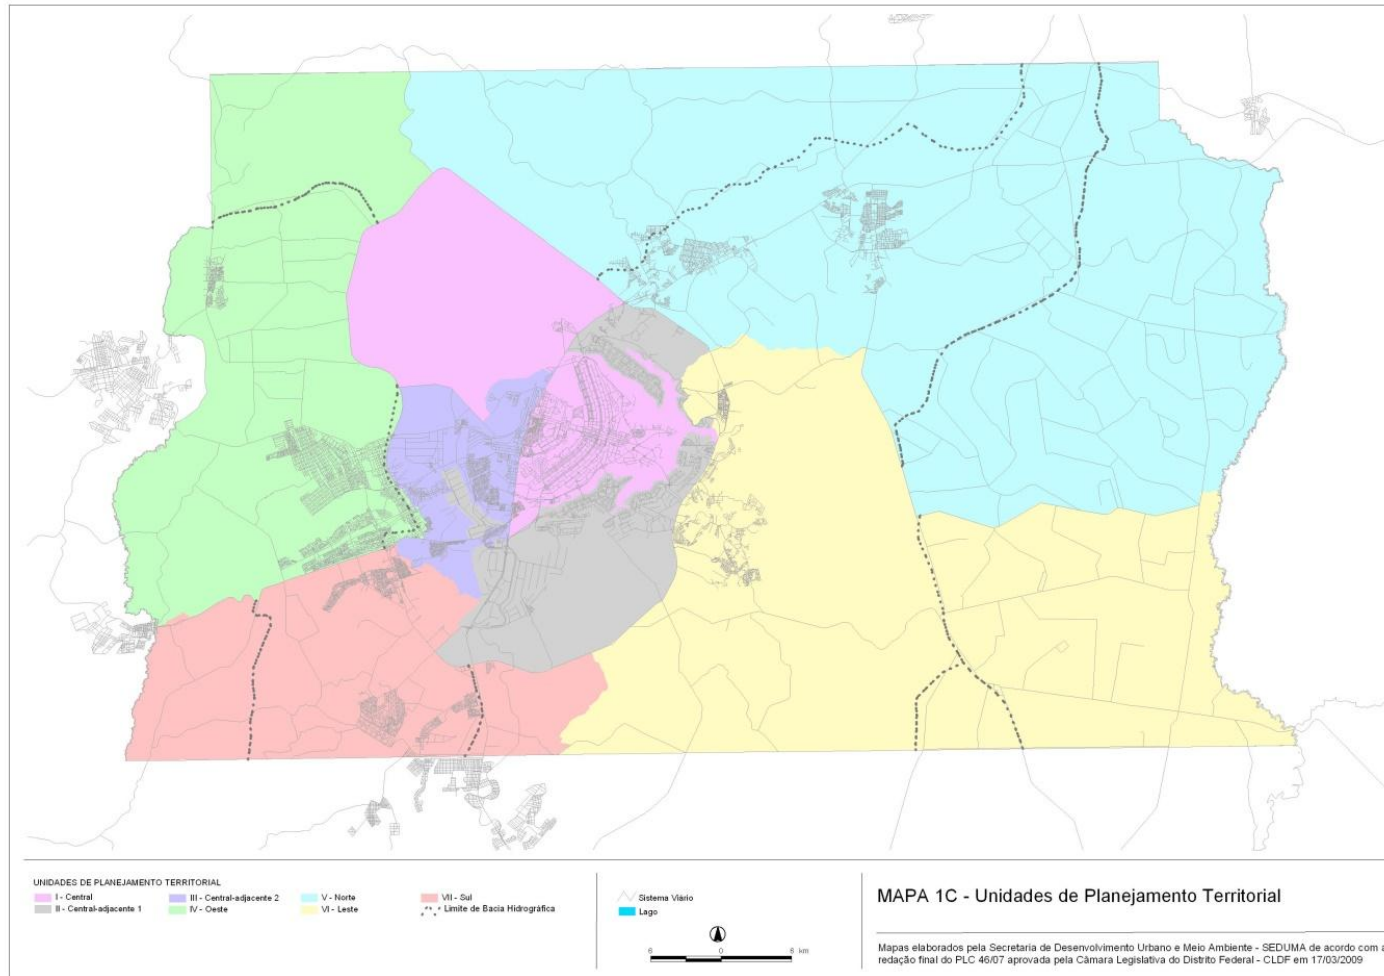 UNIDADES DE PLANEJAMENTO TERRITORIAL
I - Central
II - Central-adjacente 1
III - Central-adjacente 2
IV - Oeste
V - Norte
VI - Leste
VII - Sul
Limite de Bacia Hidrográfica
Sistema Viário
Lago
6 0 6 km
MAPA 1C - Unidades de Planejamento Territorial
Mapas elaborados pela Secretaria de Desenvolvimento Urbano e Meio Ambiente - SEDUMA de acordo com a
redação final do PLC 46/07 aprovada pela Câmara Legislativa do Distrito Federal - CLDF em 17/03/2009